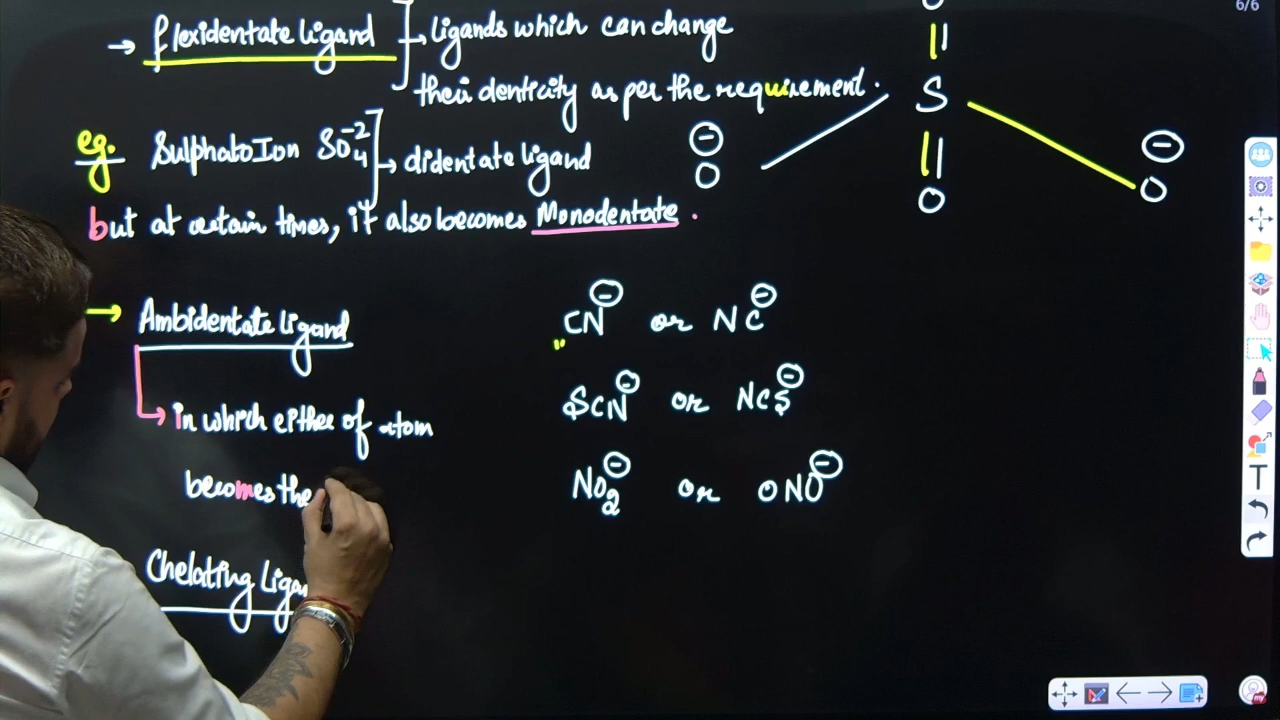 6/6
→ flexidentate ligand → ligands which can change
their denticity as per the requirement.
eg. Sulphato Ion SO₄⁻² → didentate ligand
but at certain times, it also becomes Monodentate.
O
||
S
||
O
⊖
O
⊖
O
→ Ambidentate ligand
in which either of atom
becomes the
CN⊖ or NC⊖
SCN⊖ or NCS⊖
NO₂⊖ or ONO⊖
Chelating
T
my